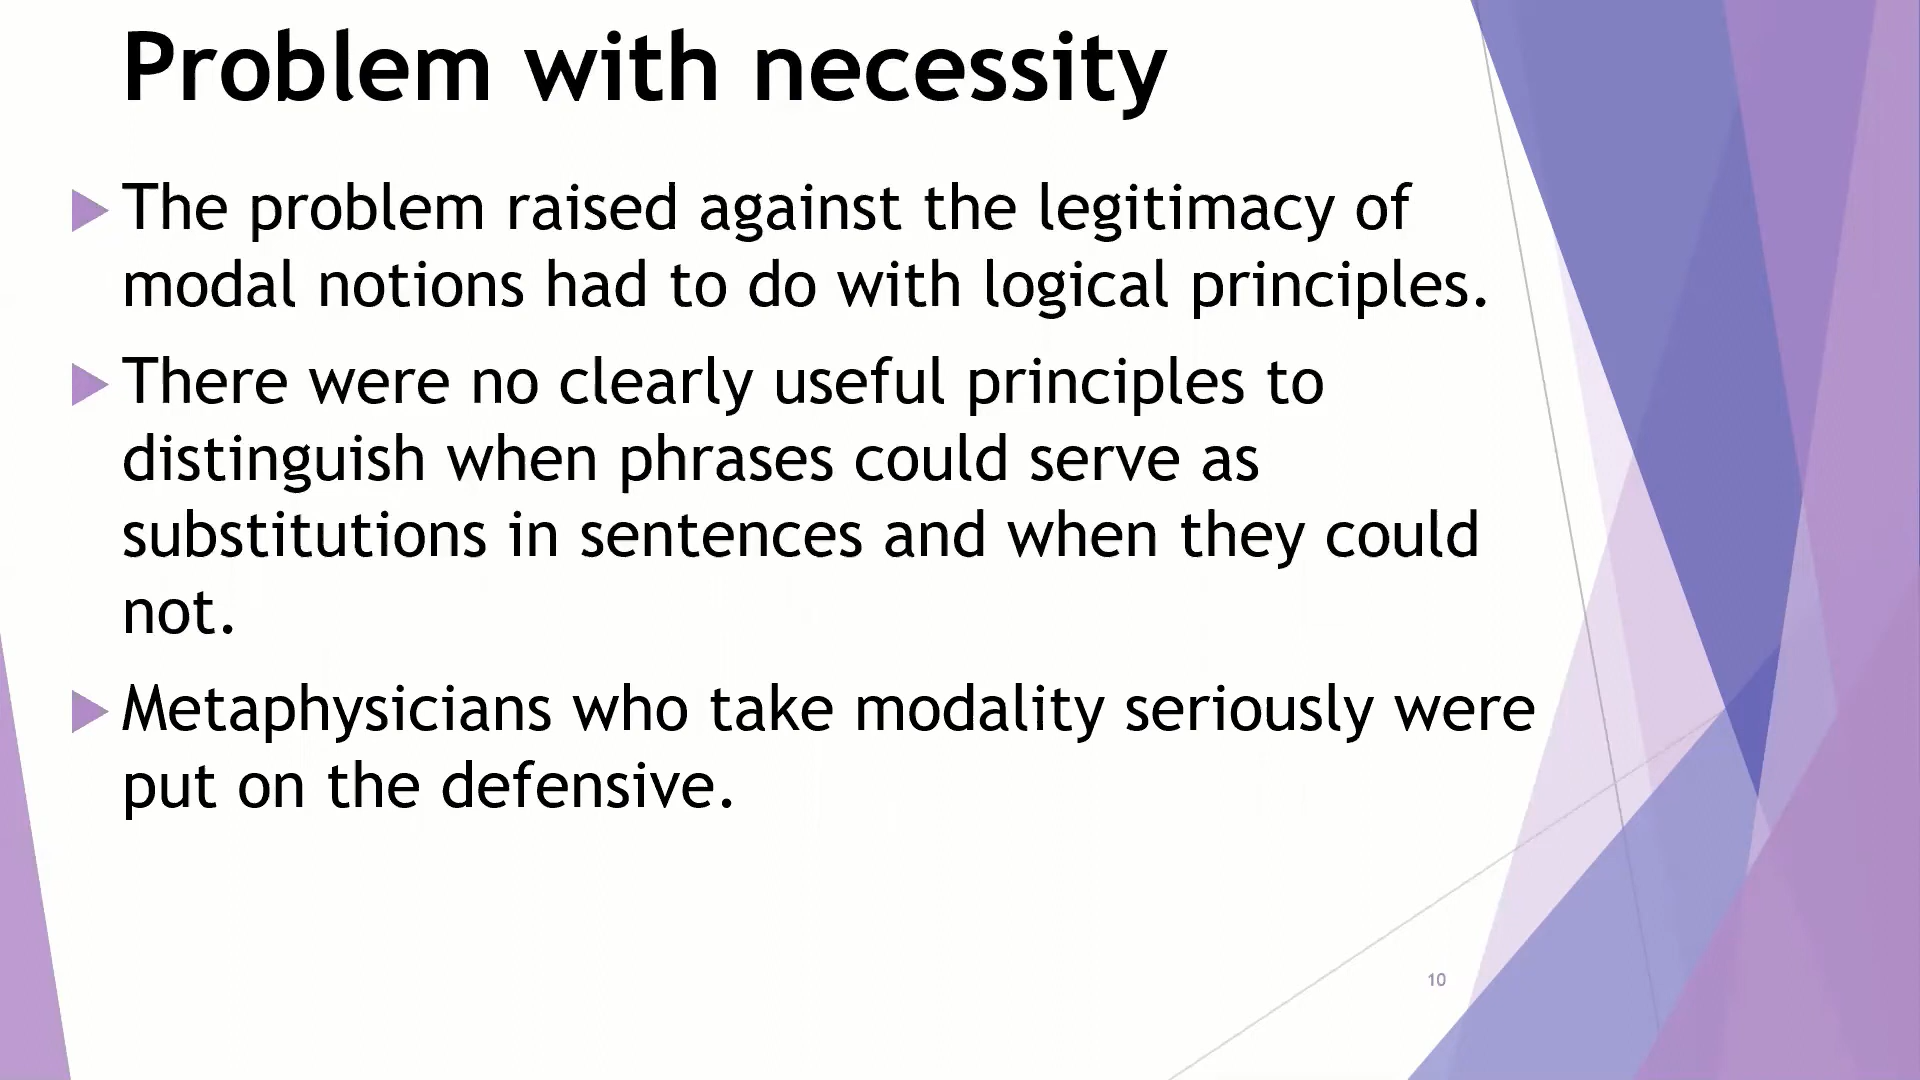 Problem with necessity
The problem raised against the legitimacy of
modal notions had to do with logical principles.
There were no clearly useful principles to
distinguish when phrases could serve as
substitutions in sentences and when they could
not.
Metaphysicians who take modality seriously were
put on the defensive.
10